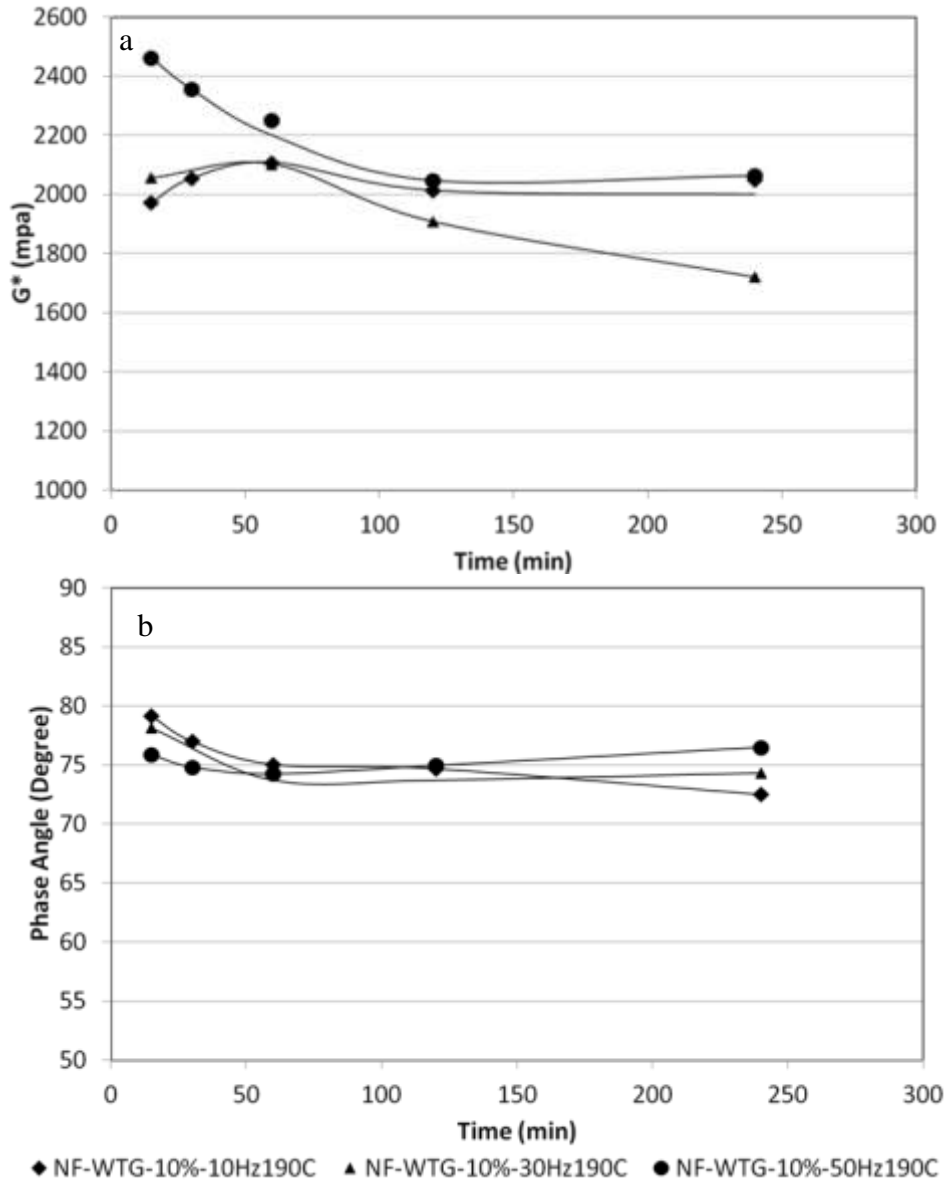 2600
a
2400
2200
2000
1800
1600
1400
1200
1000
G* (mpa)
0 50 100 150 200 250 300
Time (min)
90
b
85
80
75
70
65
60
55
50
Phase Angle (Degree)
0 50 100 150 200 250 300
Time (min)
NF-WTG-10%-10Hz190C NF-WTG-10%-30Hz190C NF-WTG-10%-50Hz190C